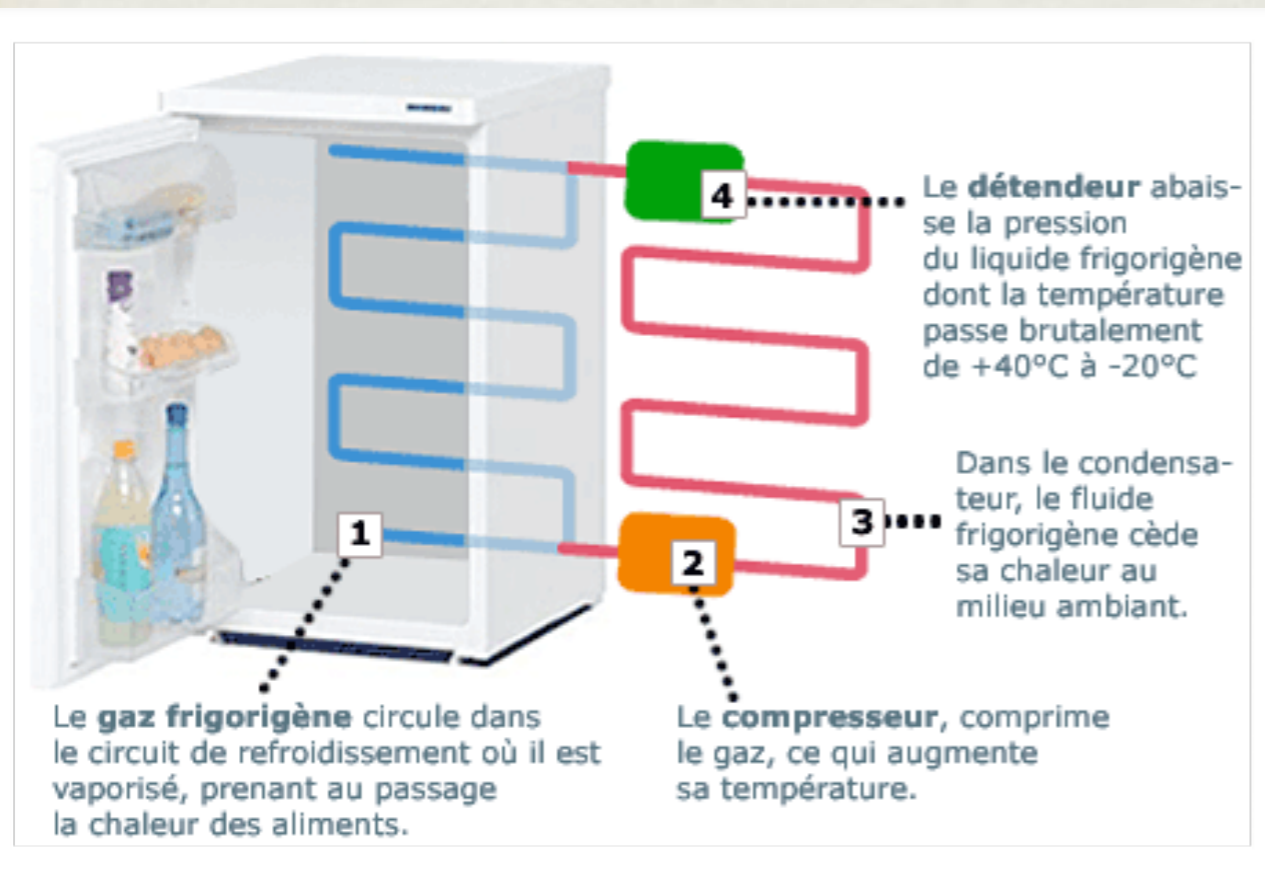 4
Le détendeur abais-
se la pression
du liquide frigorigène
dont la température
passe brutalement
de +40°C à -20°C
Dans le condensa-
teur, le fluide
frigorigène cède
sa chaleur au
milieu ambiant.
3
1
2
Le gaz frigorigène circule dans
le circuit de refroidissement où il est
vaporisé, prenant au passage
la chaleur des aliments.
Le compresseur, comprime
le gaz, ce qui augmente
sa température.